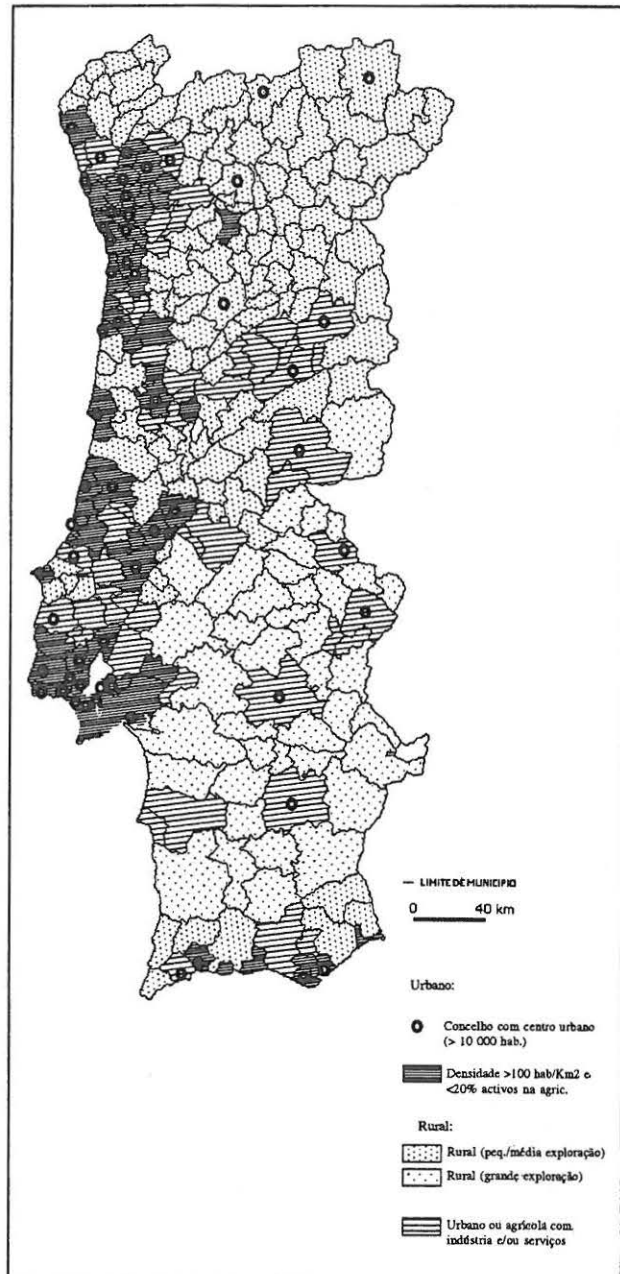 — LIMITE DE MUNICIPIO
0 40 km
Urbano:
Concelho com centro urbano
(> 10 000 hab.)
Densidade >100 hab/Km2 e
<20% activos na agric.
Rural:
Rural (peq./média exploração)
Rural (grande exploração)
Urbano ou agrícola com
indústria e/ou serviços